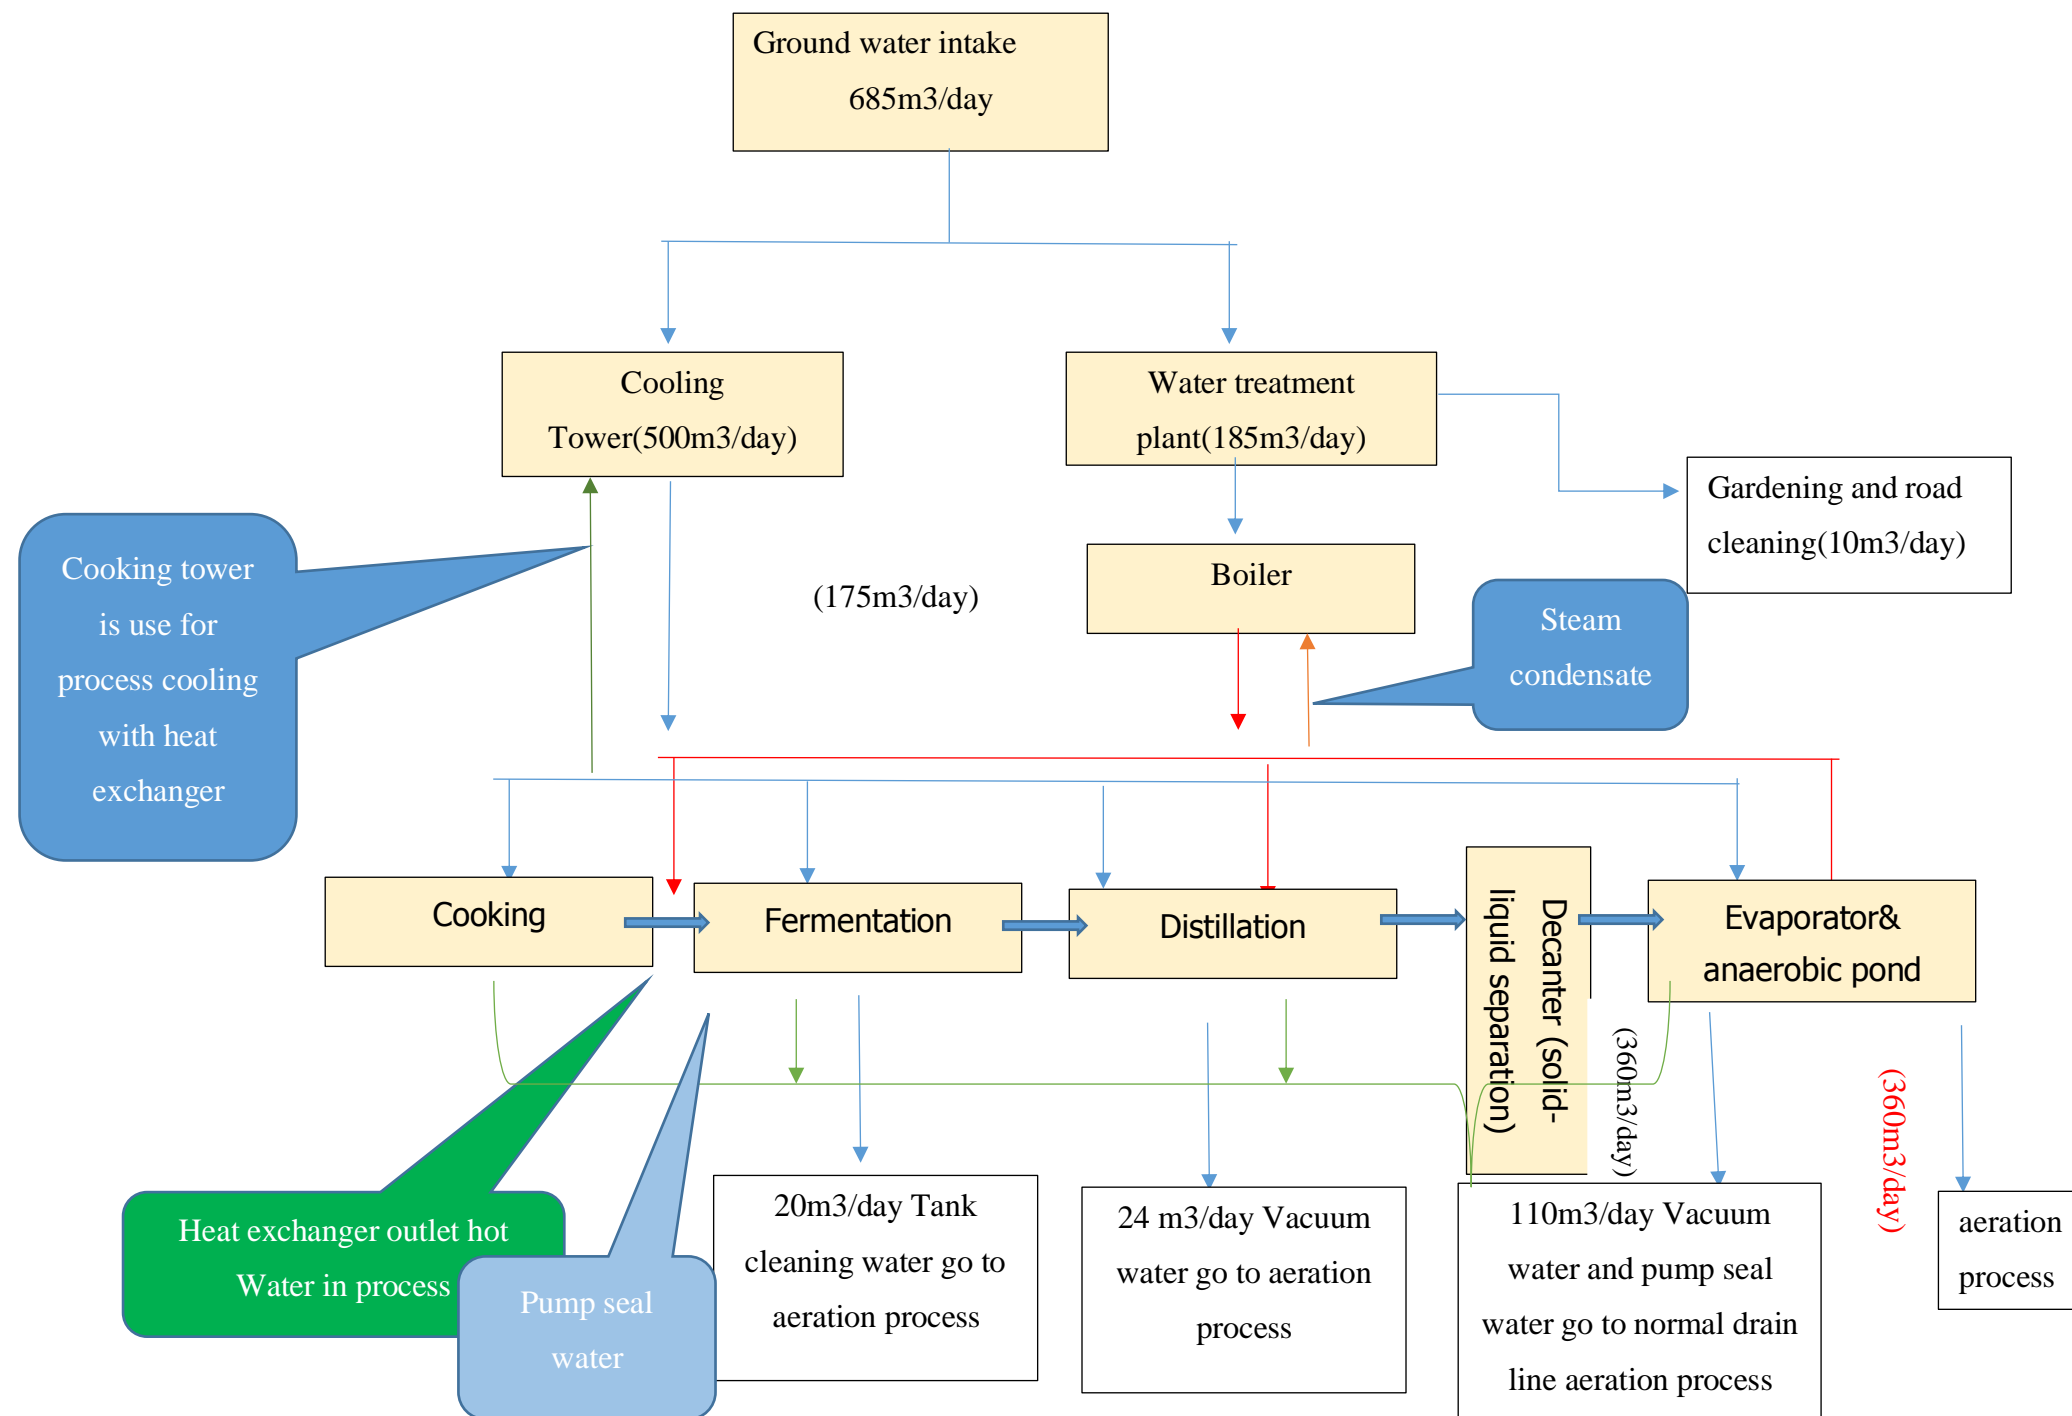 Ground water intake
685m3/day
Cooling
Tower(500m3/day)
Water treatment
plant(185m3/day)
Gardening and road
cleaning(10m3/day)
Cooking tower
is use for
process cooling
with heat
exchanger
(175m3/day)
Boiler
Steam
condensate
Cooking
Fermentation
Distillation
Decanter (solid-
liquid separation)
Evaporator&
anaerobic pond
(360m3/day)
(360m3/day)
Heat exchanger outlet hot
Water in process
Pump seal
water
20m3/day Tank
cleaning water go to
aeration process
24 m3/day Vacuum
water go to aeration
process
110m3/day Vacuum
water and pump seal
water go to normal drain
line aeration process
aeration
process